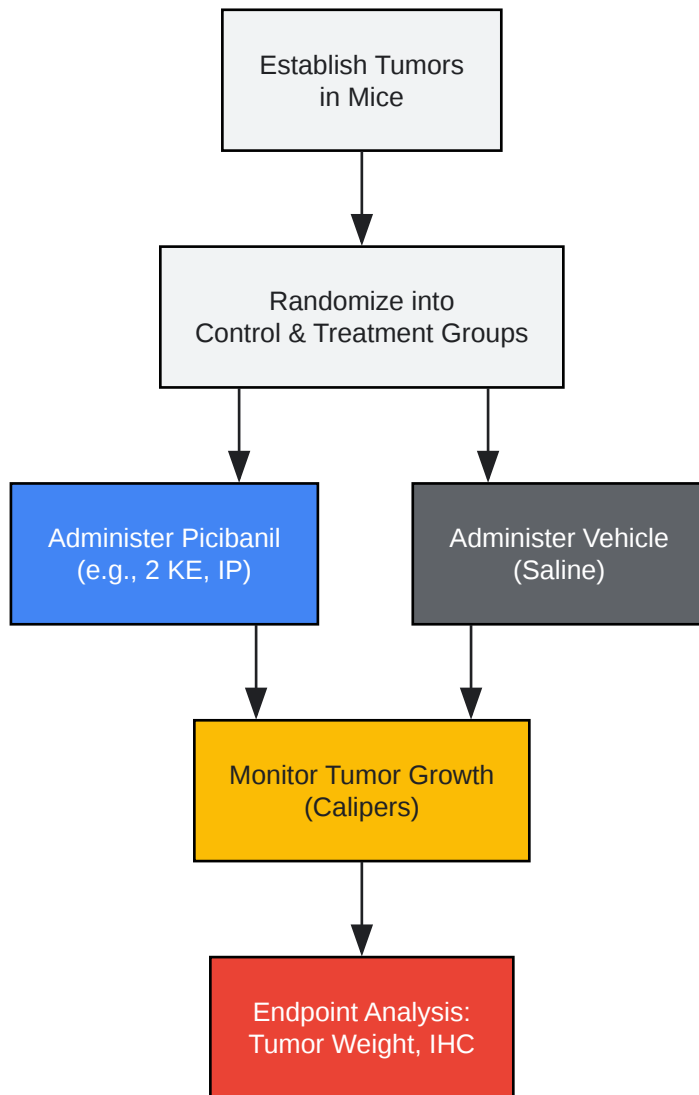 Establish Tumors
in Mice
Randomize into
Control & Treatment Groups
Administer Picibanil
(e.g., 2 KE, IP)
Administer Vehicle
(Saline)
Monitor Tumor Growth
(Calipers)
Endpoint Analysis:
Tumor Weight, IHC